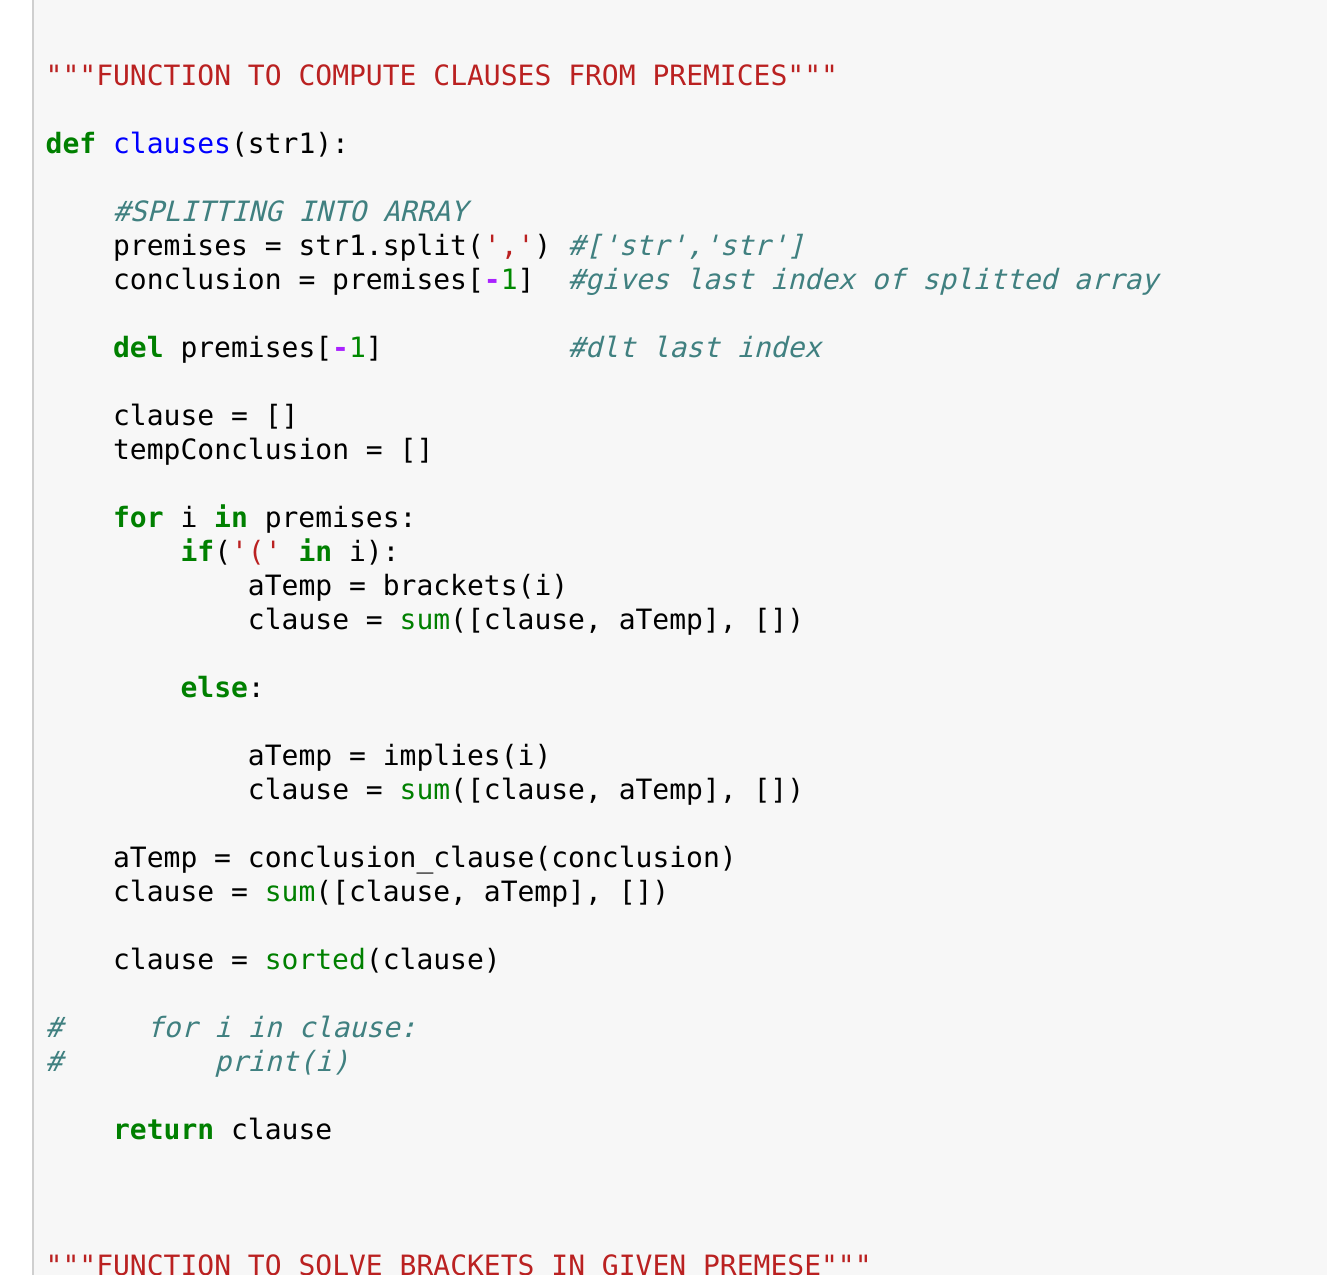 """FUNCTION TO COMPUTE CLAUSES FROM PREMICES"""
def clauses(str1):
    #SPLITTING INTO ARRAY
    premises = str1.split(',') #['str','str']
    conclusion = premises[-1]  #gives last index of splitted array
    del premises[-1]           #dlt last index
    clause = []
    tempConclusion = []
    for i in premises:
        if('(' in i):
            aTemp = brackets(i)
            clause = sum([clause, aTemp], [])
        else:
            aTemp = implies(i)
            clause = sum([clause, aTemp], [])
    aTemp = conclusion_clause(conclusion)
    clause = sum([clause, aTemp], [])
    clause = sorted(clause)
#     for i in clause:
#         print(i)
    return clause
"""FUNCTION TO SOLVE BRACKETS IN GIVEN PREMESE"""